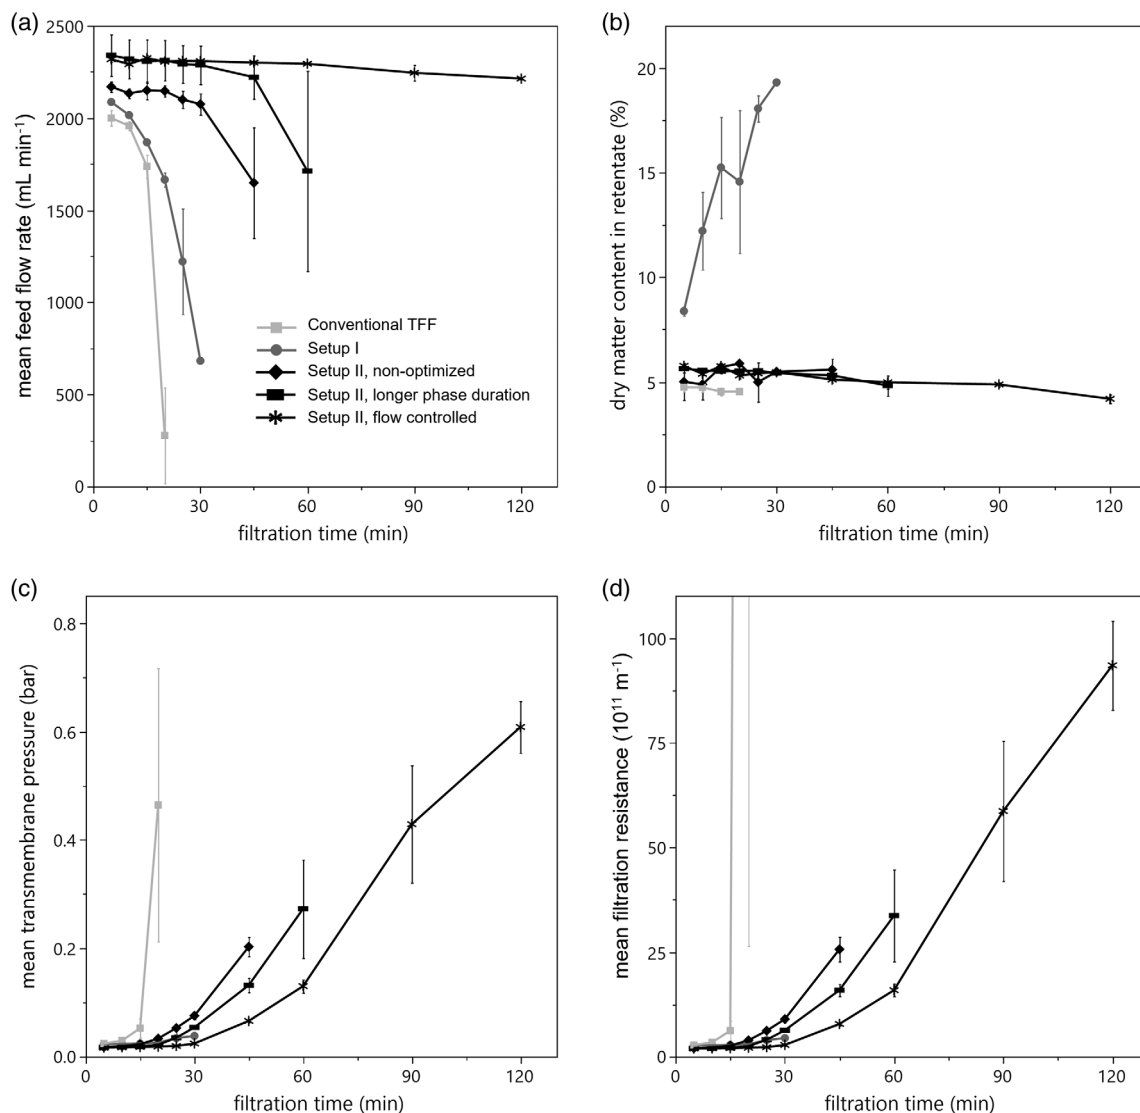 (a)
2500
2000
1500
1000
500
0
mean feed flow rate (mL min⁻¹)
Conventional TFF
Setup I
Setup II, non-optimized
Setup II, longer phase duration
Setup II, flow controlled
0 30 60 90 120
filtration time (min)
(b)
20
15
10
5
0
dry matter content in retentate (%)
0 30 60 90 120
filtration time (min)
(c)
0.8
0.6
0.4
0.2
0.0
mean transmembrane pressure (bar)
0 30 60 90 120
filtration time (min)
(d)
100
75
50
25
0
mean filtration resistance (10¹¹ m⁻¹)
0 30 60 90 120
filtration time (min)